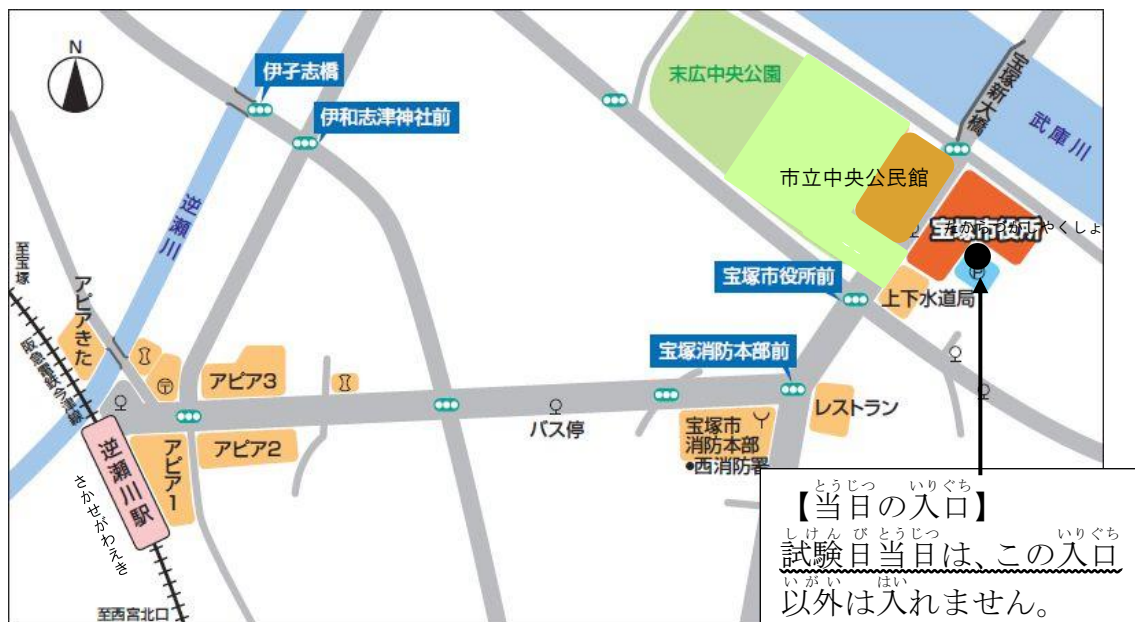 N
伊孑志橋
伊和志津神社前
末広中央公園
宝塚新大橋
武庫川
市立中央公民館
逆瀬川
たからづかしやくしょ
宝塚市役所
P
至宝塚
アピアきた
阪急電鉄今津線
宝塚市役所前
上下水道局
宝塚消防本部前
アピア3
レストラン
バス停
宝塚市
消防本部
●西消防署
アピア2
アピア1
逆瀬川駅
さかせがわえき
至西宮北口
とうじつ いりぐち
【当日の入口】
しけんびとうじつ いりぐち
試験日当日は、この入口
いがい はい
以外は入れません。